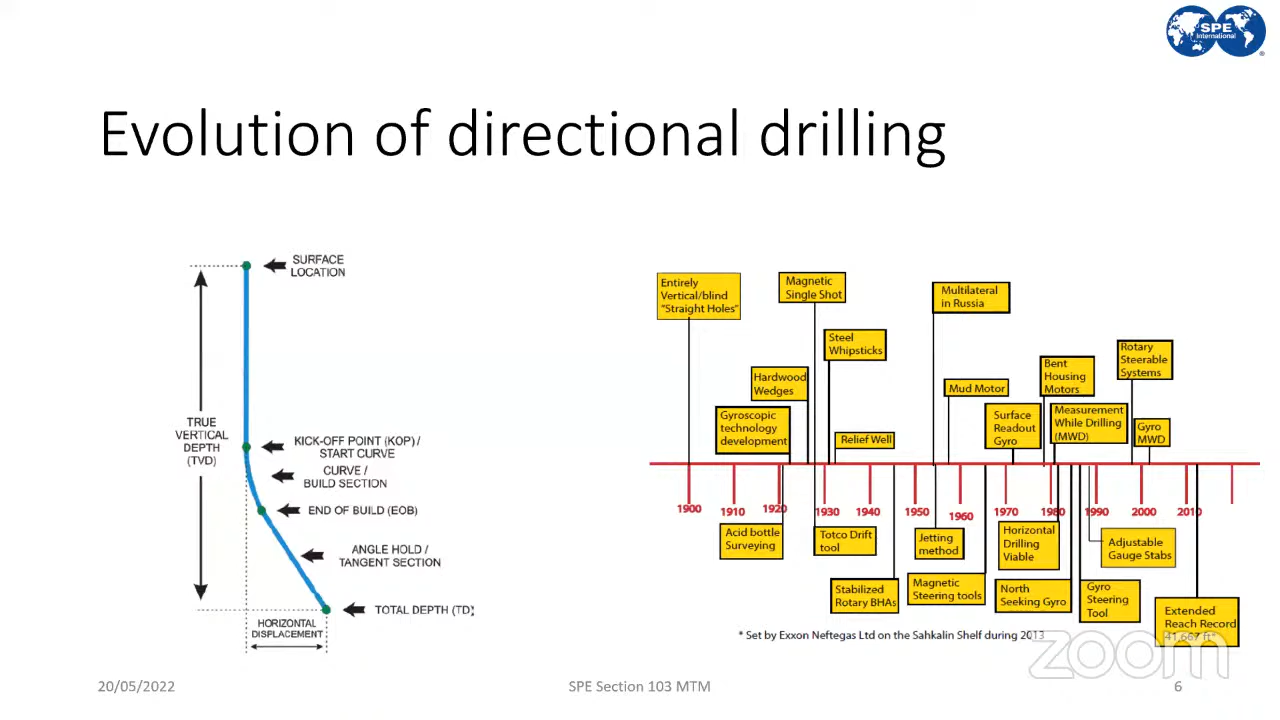 SPE
International
Evolution of directional drilling
SURFACE
LOCATION
TRUE
VERTICAL
DEPTH
(TVD)
KICK-OFF POINT (KOP) /
START CURVE
CURVE /
BUILD SECTION
END OF BUILD (EOB)
ANGLE HOLD /
TANGENT SECTION
TOTAL DEPTH (TD)
HORIZONTAL
DISPLACEMENT
Entirely
Vertical/blind
"Straight Holes"
Magnetic
Single Shot
Multilateral
in Russia
Steel
Whipsticks
Rotary
Steerable
Systems
Hardwood
Wedges
Mud Motor
Bent
Housing
Motors
Gyroscopic
technology
development
Relief Well
Surface
Readout
Gyro
Measurement
While Drilling
(MWD)
Gyro
MWD
1900
1910
1920
1930
1940
1950
1960
1970
1980
1990
2000
2010
Acid bottle
Surveying
Totco Drift
tool
Jetting
method
Horizontal
Drilling
Viable
Adjustable
Gauge Stabs
Stabilized
Rotary BHAs
Magnetic
Steering tools
North
Seeking Gyro
Gyro
Steering
Tool
Extended
Reach Record
41,667 ft*
* Set by Exxon Neftegas Ltd on the Sahkalin Shelf during 2013
zoom
20/05/2022
SPE Section 103 MTM
6